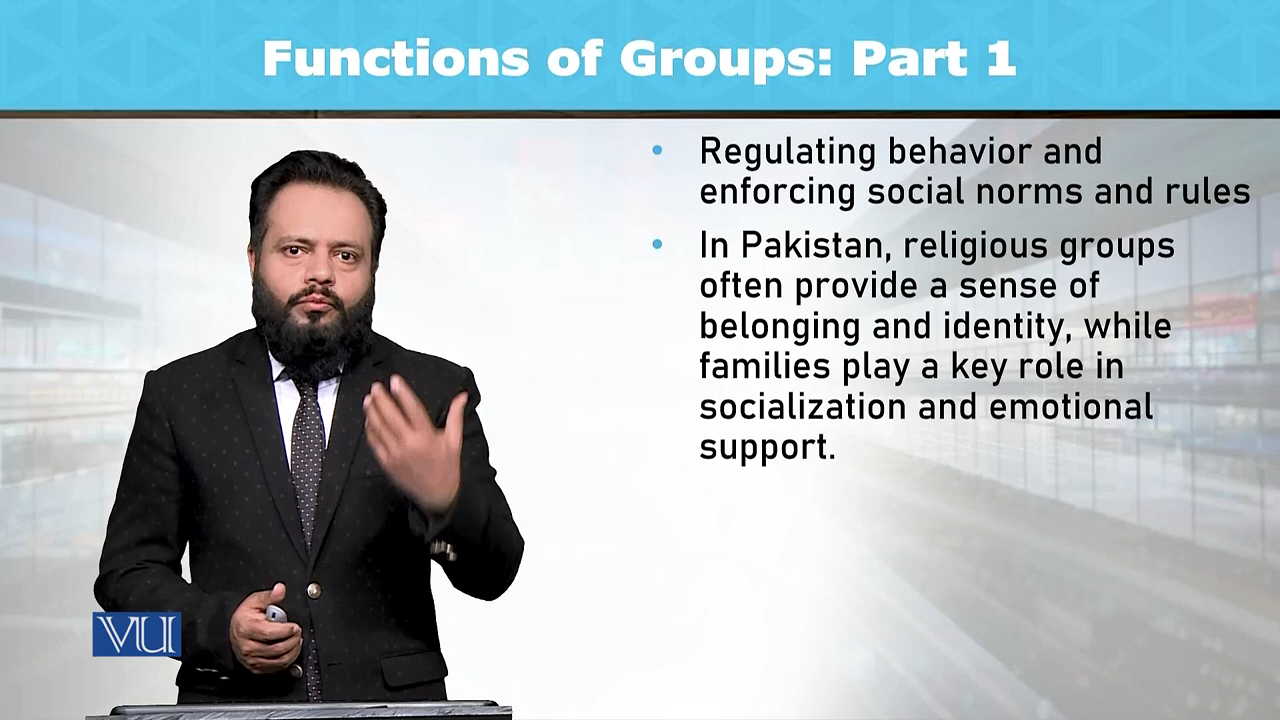 Functions of Groups: Part 1
• Regulating behavior and
enforcing social norms and rules
• In Pakistan, religious groups
often provide a sense of
belonging and identity, while
families play a key role in
socialization and emotional
support.
VU